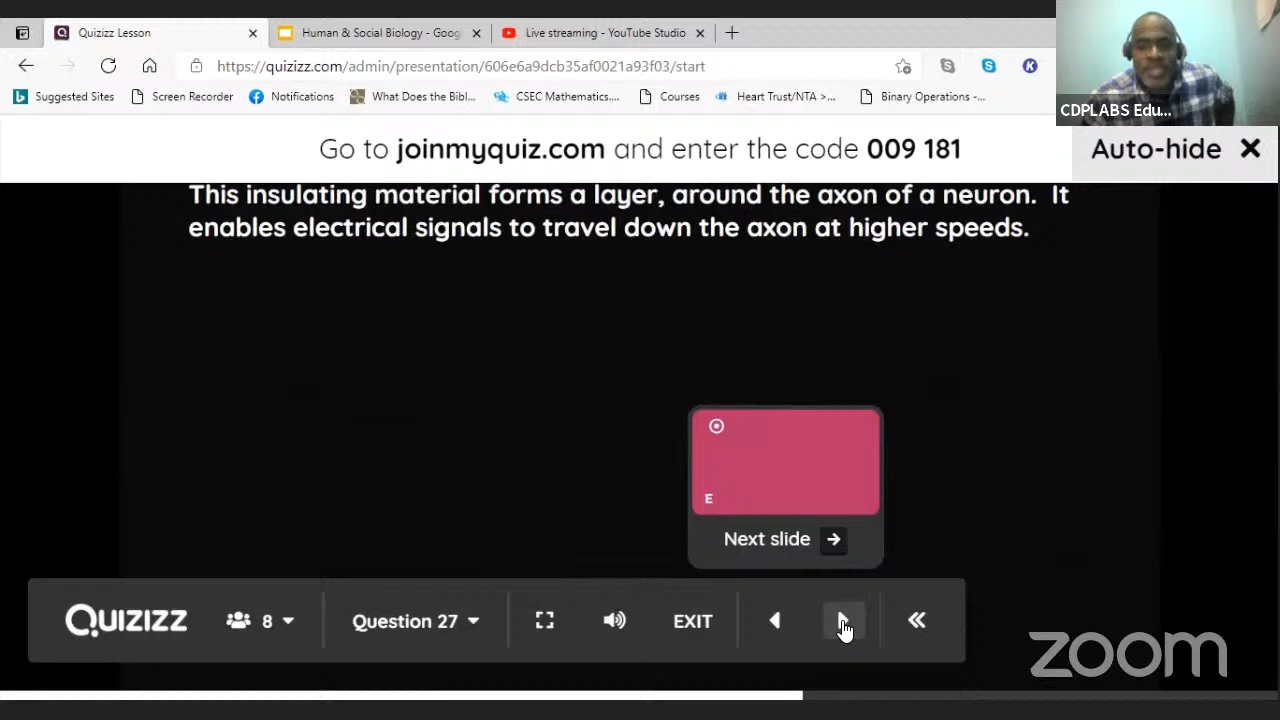 Quizizz Lesson
Human & Social Biology - Goog
Live streaming - YouTube Studio
https://quizizz.com/admin/presentation/606e6a9dcb35af0021a93f03/start
Suggested Sites
Screen Recorder
Notifications
What Does the Bibl...
CSEC Mathematics....
Courses
Heart Trust/NTA >...
Binary Operations -...
CDPLABS Edu...
Go to joinmyquiz.com and enter the code 009 181
Auto-hide
This insulating material forms a layer, around the axon of a neuron. It
enables electrical signals to travel down the axon at higher speeds.
E
Next slide
Quizizz
8
Question 27
EXIT
zoom